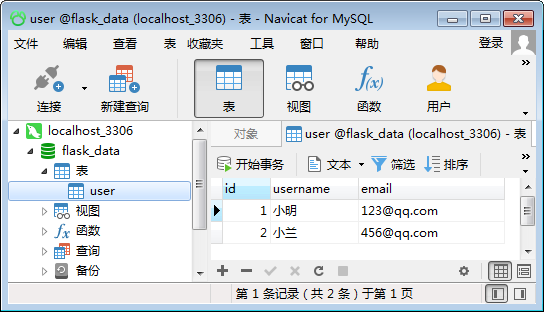 user @flask_data (localhost_3306) - 表 - Navicat for MySQL
文件 编辑 查看 表 收藏夹 工具 窗口 帮助 登录
连接 新建查询 表 视图 函数 用户
localhost_3306
flask_data
表
user
视图
函数
查询
备份
对象 user @flask_data (localhost_3306) - 表
开始事务 文本 筛选 排序
id username email
1 小明 123@qq.com
2 小兰 456@qq.com
第 1 条记录 ( 共 2 条 ) 于第 1 页